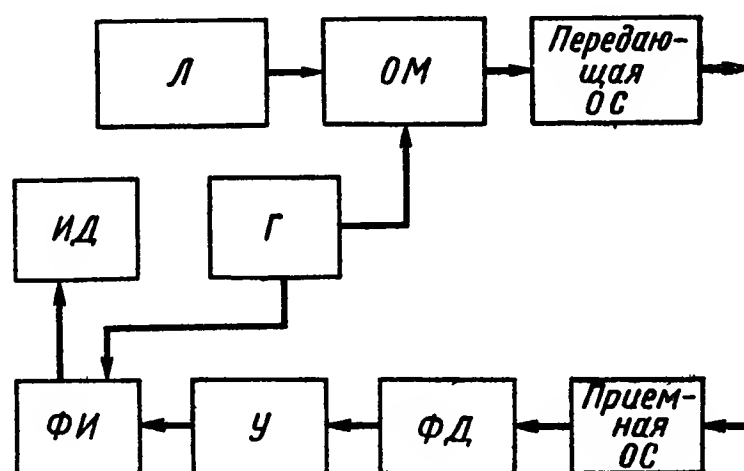 Л
ОМ
Передаю-
щая
ОС
ИД
Г
ФИ
У
ФД
Прием-
ная
ОС